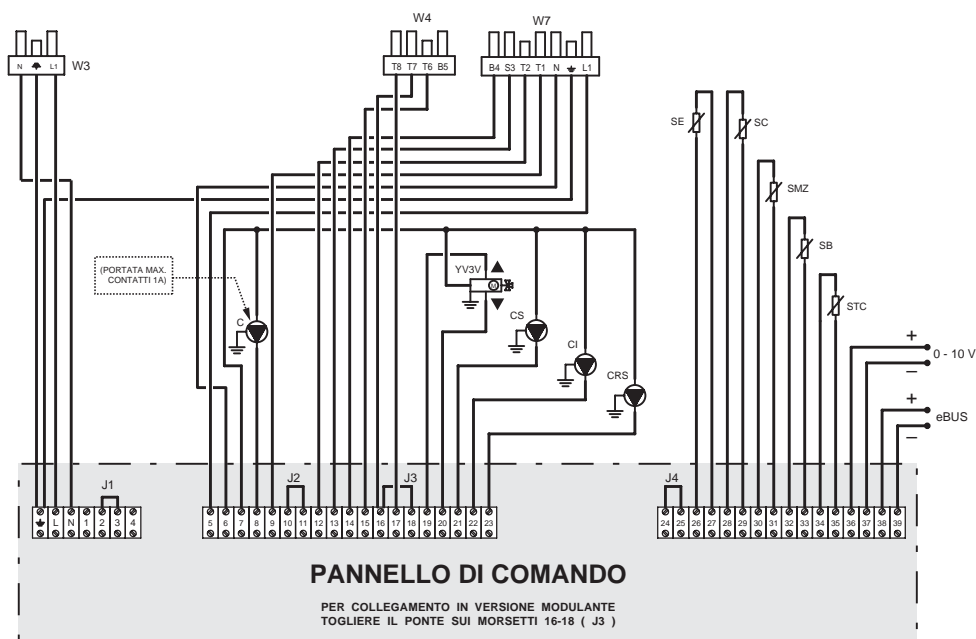 W4
W7
W3
N L1
T8 T7 T6 B5
B4 S3 T2 T1 N L1
SE
SC
SMZ
SB
STC
(PORTATA MAX.
CONTATTI 1A)
YV3V
M
C
CS
CI
CRS
+
0 - 10 V
−
+
eBUS
−
J1
J2
J3
J4
L N 1 2 3 4
5 6 7 8 9 10 11 12 13 14 15 16 17 18 19 20 21 22 23
24 25 26 27 28 29 30 31 32 33 34 35 36 37 38 39
PANNELLO DI COMANDO
PER COLLEGAMENTO IN VERSIONE MODULANTE
TOGLIERE IL PONTE SUI MORSETTI 16-18 ( J3 )